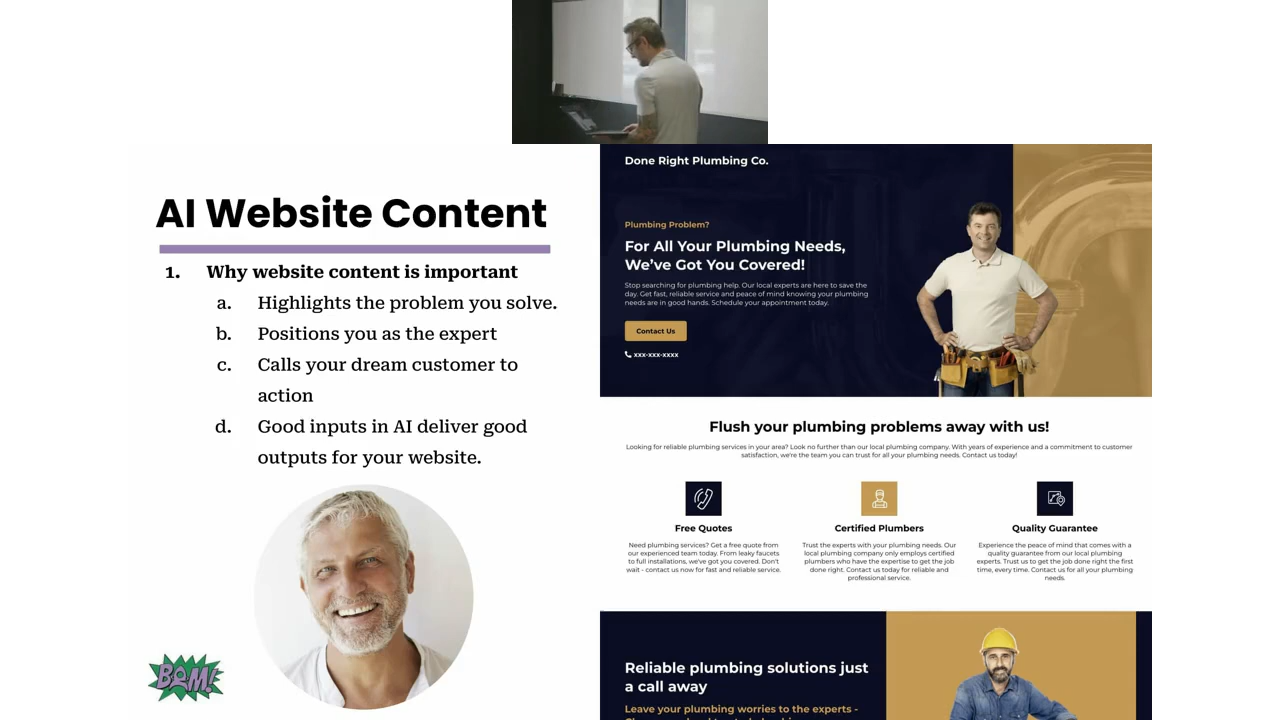 AI Website Content
1. Why website content is important
a. Highlights the problem you solve.
b. Positions you as the expert
c. Calls your dream customer to
action
d. Good inputs in AI deliver good
outputs for your website.
BOM!
Done Right Plumbing Co.
Plumbing Problem?
For All Your Plumbing Needs,
We’ve Got You Covered!
Stop searching for plumbing help. Our local experts are here to save the
day. Get fast, reliable service and peace of mind knowing your plumbing
needs are in good hands. Schedule your appointment today.
Contact Us
xxx-xxx-xxxx
Flush your plumbing problems away with us!
Looking for reliable plumbing services in your area? Look no further than our local plumbing company. With years of experience and a commitment to customer
satisfaction, we're the team you can trust for all your plumbing needs. Contact us today!
Free Quotes
Need plumbing services? Get a free quote from
our experienced team today. From leaky faucets
to full installations, we've got you covered. Don't
wait - contact us now for fast and reliable service.
Certified Plumbers
Trust the experts with your plumbing needs. Our
local plumbing company only employs certified
plumbers who have the expertise to get the job
done right. Contact us today for reliable and
professional service.
Quality Guarantee
Experience the peace of mind that comes with a
quality guarantee from our local plumbing
experts. Trust us to get the job done right the first
time, every time. Contact us for all your plumbing
needs.
Reliable plumbing solutions just
a call away
Leave your plumbing worries to the experts -